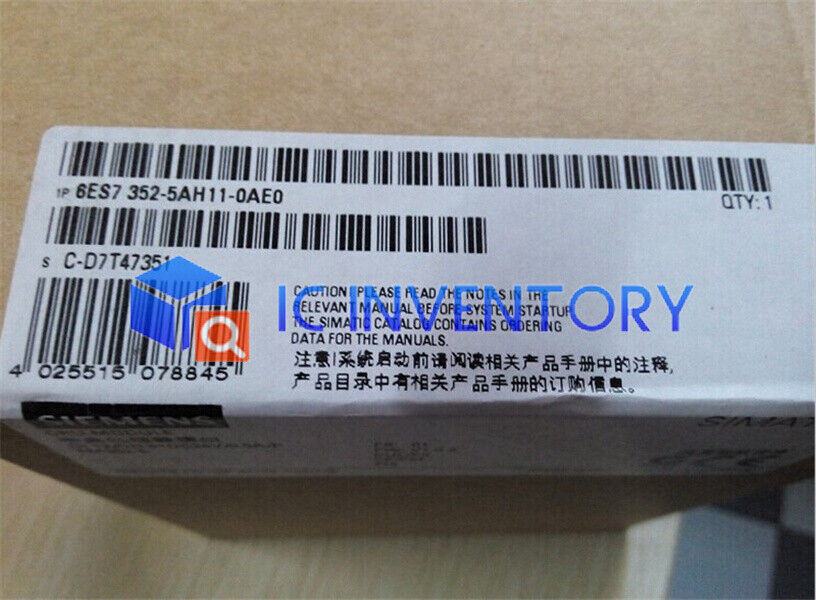 1P 6ES7 352-5AH11-0AE0
QTY: 1
S C-D7T47351
IC INVENTORY
CAUTION! PLEASE READ THE NOTES IN THE
RELEVANT MANUAL BEFORE SYSTEM STARTUP
THE SIMATIC CATALOG CONTAINS ORDERING
DATA FOR THE MANUALS.
注意!系统启动前请阅读相关产品手册中的注释,
产品目录中有相关产品手册的订购信息。
4 025515 078845
SIEMENS
SIMAT